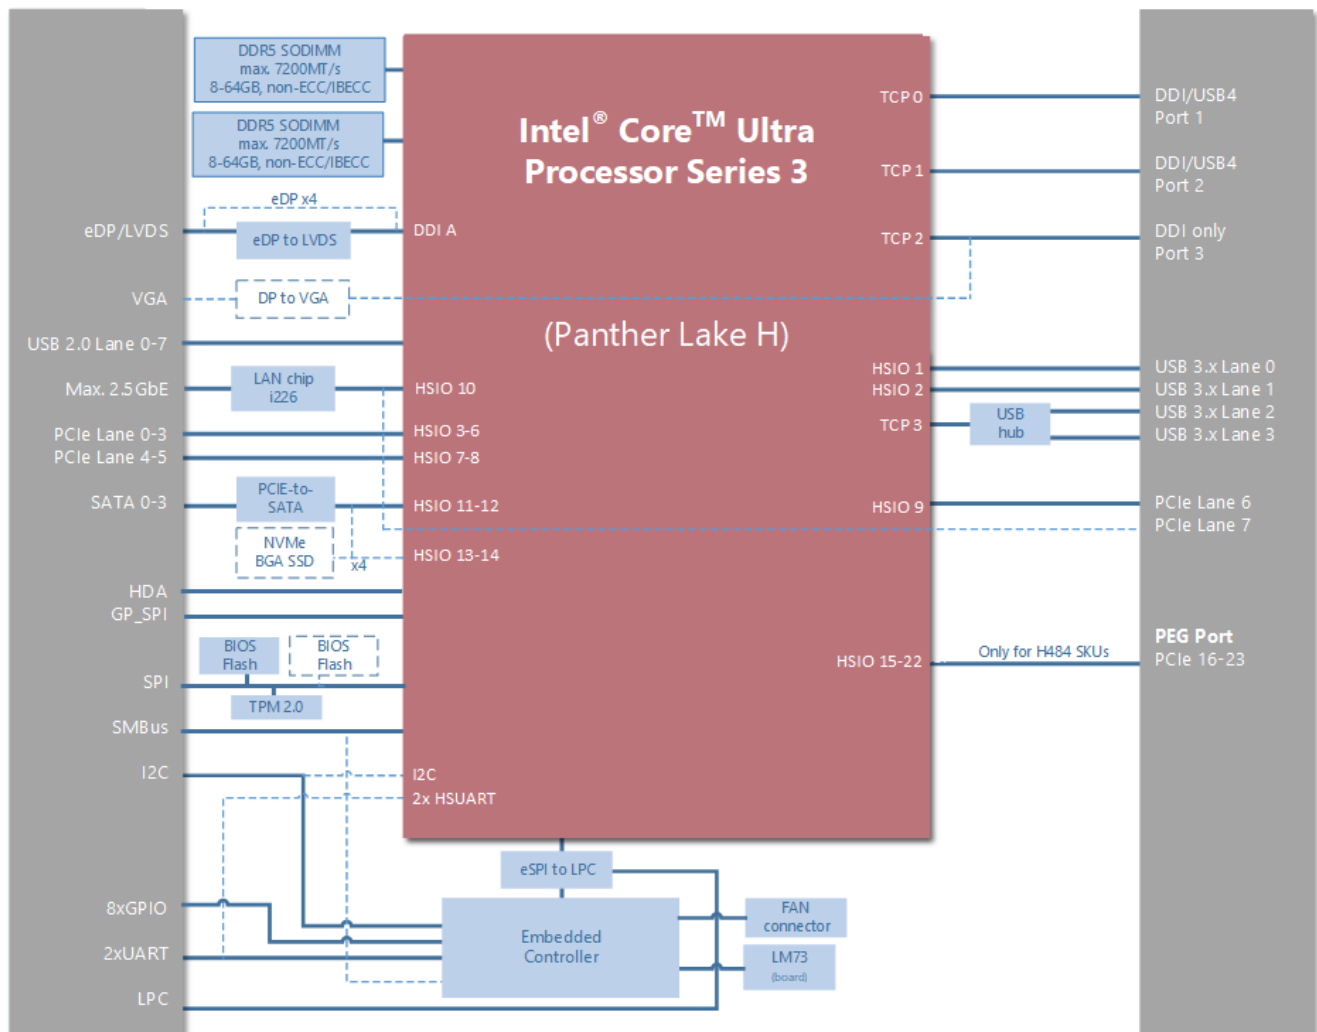 DDR5 SODIMM
max. 7200MT/s
8-64GB, non-ECC/IBECC
DDR5 SODIMM
max. 7200MT/s
8-64GB, non-ECC/IBECC
eDP x4
eDP/LVDS
eDP to LVDS
DDI A
VGA
DP to VGA
USB 2.0 Lane 0-7
Max. 2.5GbE
LAN chip
i226
HSIO 10
PCIe Lane 0-3
HSIO 3-6
PCIe Lane 4-5
HSIO 7-8
SATA 0-3
PCIE-to-
SATA
HSIO 11-12
NVMe
BGA SSD
x4
HSIO 13-14
HDA
GP_SPI
BIOS
Flash
BIOS
Flash
SPI
TPM 2.0
SMBus
I2C
I2C
2x HSUART
8xGPIO
2xUART
LPC
Intel® Core™ Ultra
Processor Series 3
(Panther Lake H)
TCP 0
DDI/USB4
Port 1
TCP 1
DDI/USB4
Port 2
TCP 2
DDI only
Port 3
HSIO 1
USB 3.x Lane 0
HSIO 2
USB 3.x Lane 1
TCP 3
USB
hub
USB 3.x Lane 2
USB 3.x Lane 3
HSIO 9
PCIe Lane 6
PCIe Lane 7
HSIO 15-22
Only for H484 SKUs
PEG Port
PCIe 16-23
eSPI to LPC
Embedded
Controller
FAN
connector
LM73
(board)